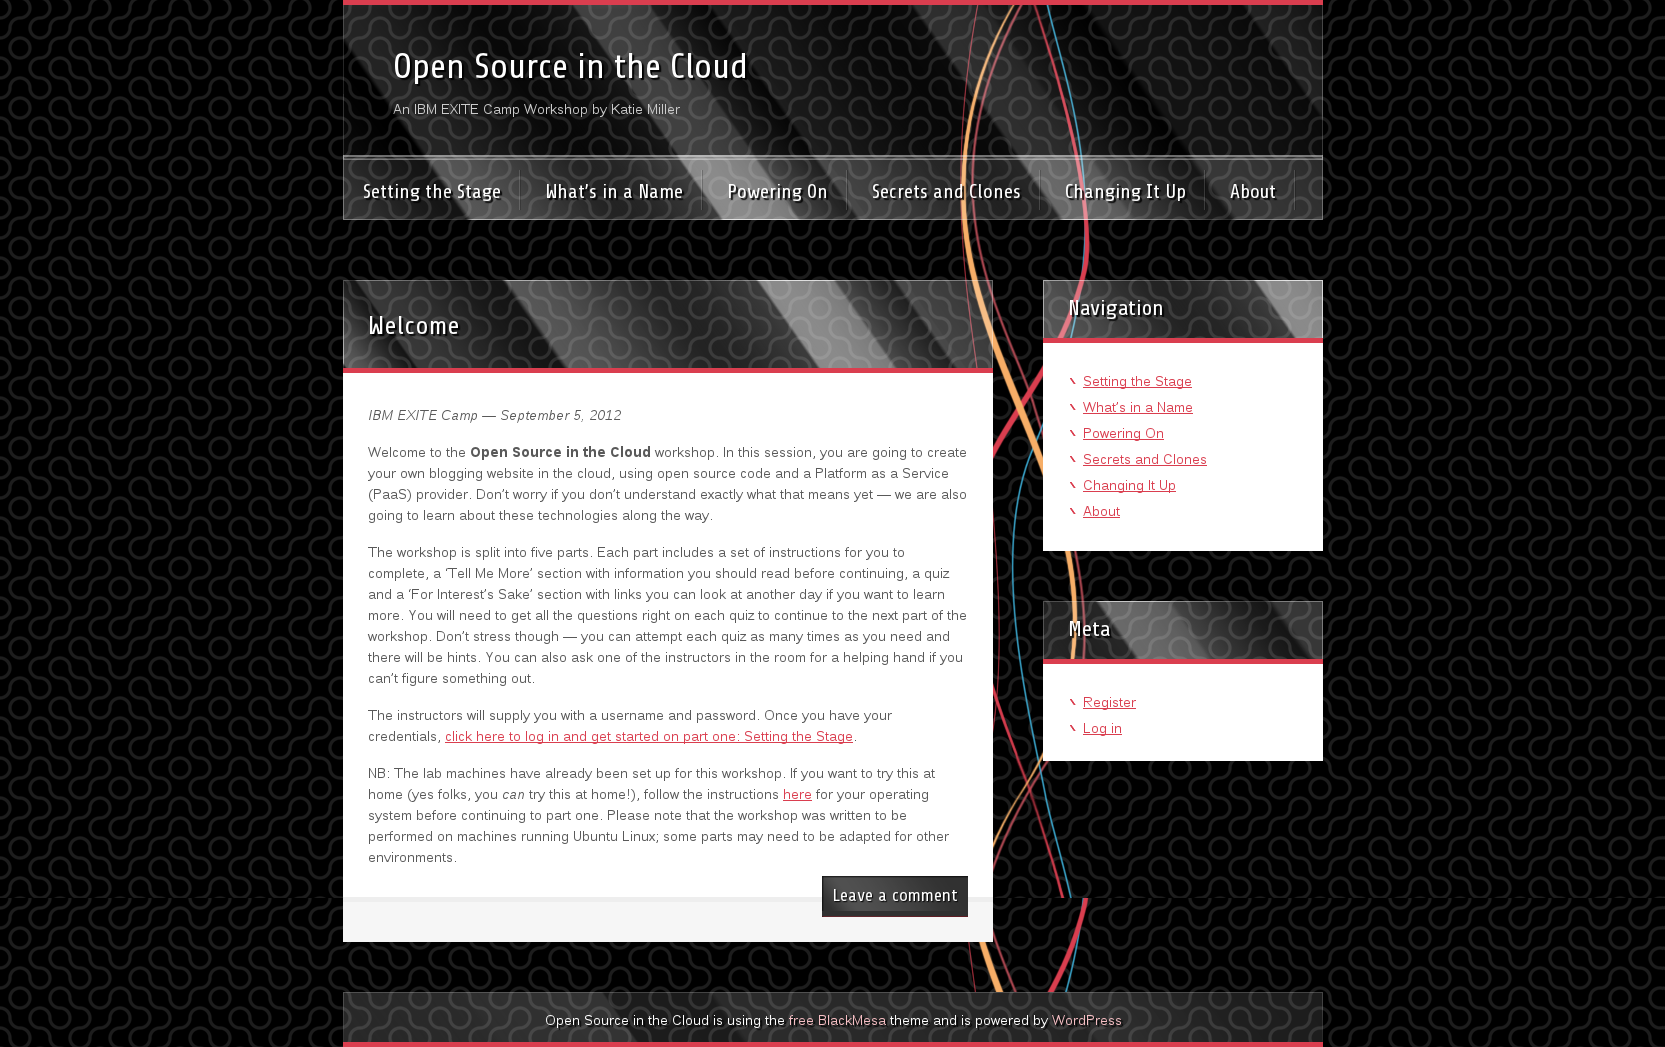 Open Source in the Cloud
An IBM EXITE Camp Workshop by Katie Miller
Setting the Stage
What’s in a Name
Powering On
Secrets and Clones
Changing It Up
About
Welcome
IBM EXITE Camp — September 5, 2012
Welcome to the Open Source in the Cloud workshop. In this session, you are going to create
your own blogging website in the cloud, using open source code and a Platform as a Service
(PaaS) provider. Don’t worry if you don’t understand exactly what that means yet — we are also
going to learn about these technologies along the way.
The workshop is split into five parts. Each part includes a set of instructions for you to
complete, a ‘Tell Me More’ section with information you should read before continuing, a quiz
and a ‘For Interest’s Sake’ section with links you can look at another day if you want to learn
more. You will need to get all the questions right on each quiz to continue to the next part of the
workshop. Don’t stress though — you can attempt each quiz as many times as you need and
there will be hints. You can also ask one of the instructors in the room for a helping hand if you
can’t figure something out.
The instructors will supply you with a username and password. Once you have your
credentials, click here to log in and get started on part one: Setting the Stage.
NB: The lab machines have already been set up for this workshop. If you want to try this at
home (yes folks, you can try this at home!), follow the instructions here for your operating
system before continuing to part one. Please note that the workshop was written to be
performed on machines running Ubuntu Linux; some parts may need to be adapted for other
environments.
Leave a comment
Navigation
Setting the Stage
What’s in a Name
Powering On
Secrets and Clones
Changing It Up
About
Meta
Register
Log in
Open Source in the Cloud is using the free BlackMesa theme and is powered by WordPress